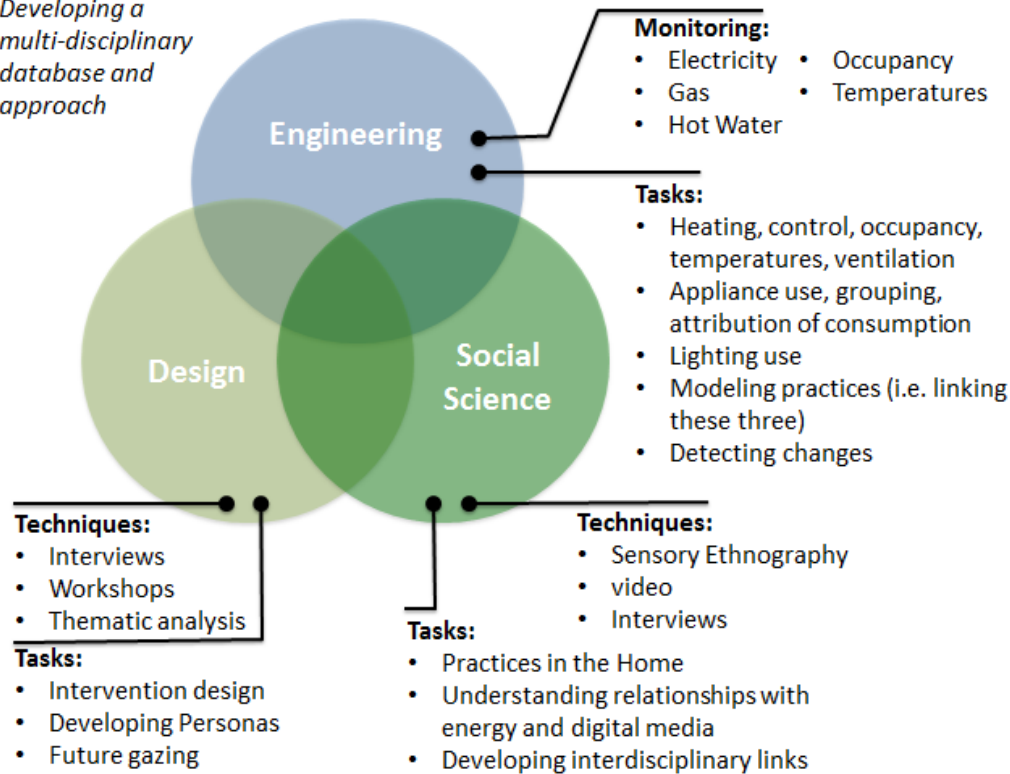 Developing a
multi-disciplinary
database and
approach
Engineering
Design
Social
Science
Monitoring:
• Electricity
• Gas
• Hot Water
• Occupancy
• Temperatures
Tasks:
• Heating, control, occupancy,
temperatures, ventilation
• Appliance use, grouping,
attribution of consumption
• Lighting use
• Modeling practices (i.e. linking
these three)
• Detecting changes
Techniques:
• Interviews
• Workshops
• Thematic analysis
Tasks:
• Intervention design
• Developing Personas
• Future gazing
Techniques:
• Sensory Ethnography
• video
• Interviews
Tasks:
• Practices in the Home
• Understanding relationships with
energy and digital media
• Developing interdisciplinary links